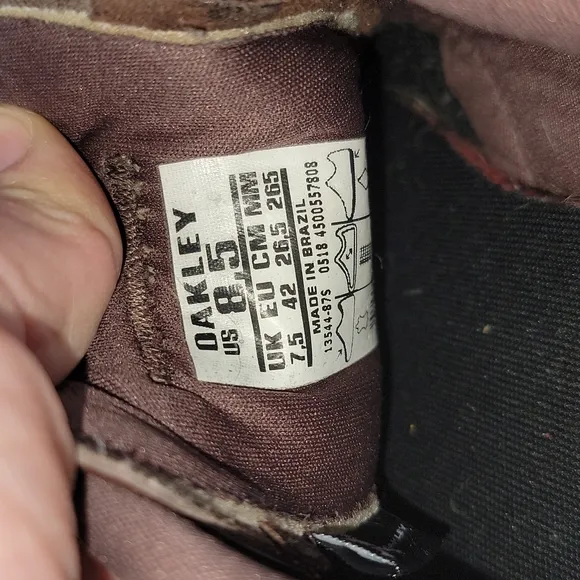 OAKLEY
US 8,5
UK EU CM MM
7,5 42 26,5 265
MADE IN BRAZIL
13544-87S 0518 4500557808